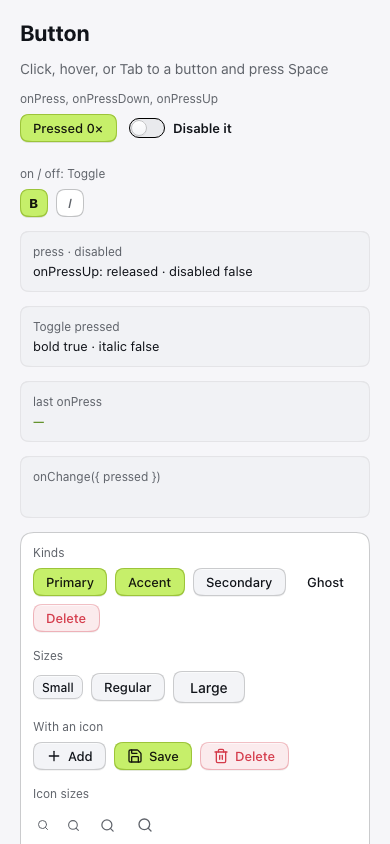 Button
Click, hover, or Tab to a button and press Space
onPress, onPressDown, onPressUp
Pressed 0× Disable it
on / off: Toggle
B I
press · disabled
onPressUp: released · disabled false
Toggle pressed
bold true · italic false
last onPress
—
onChange({ pressed })
Kinds
Primary Accent Secondary Ghost
Delete
Sizes
Small Regular Large
With an icon
Add Save Delete
Icon sizes